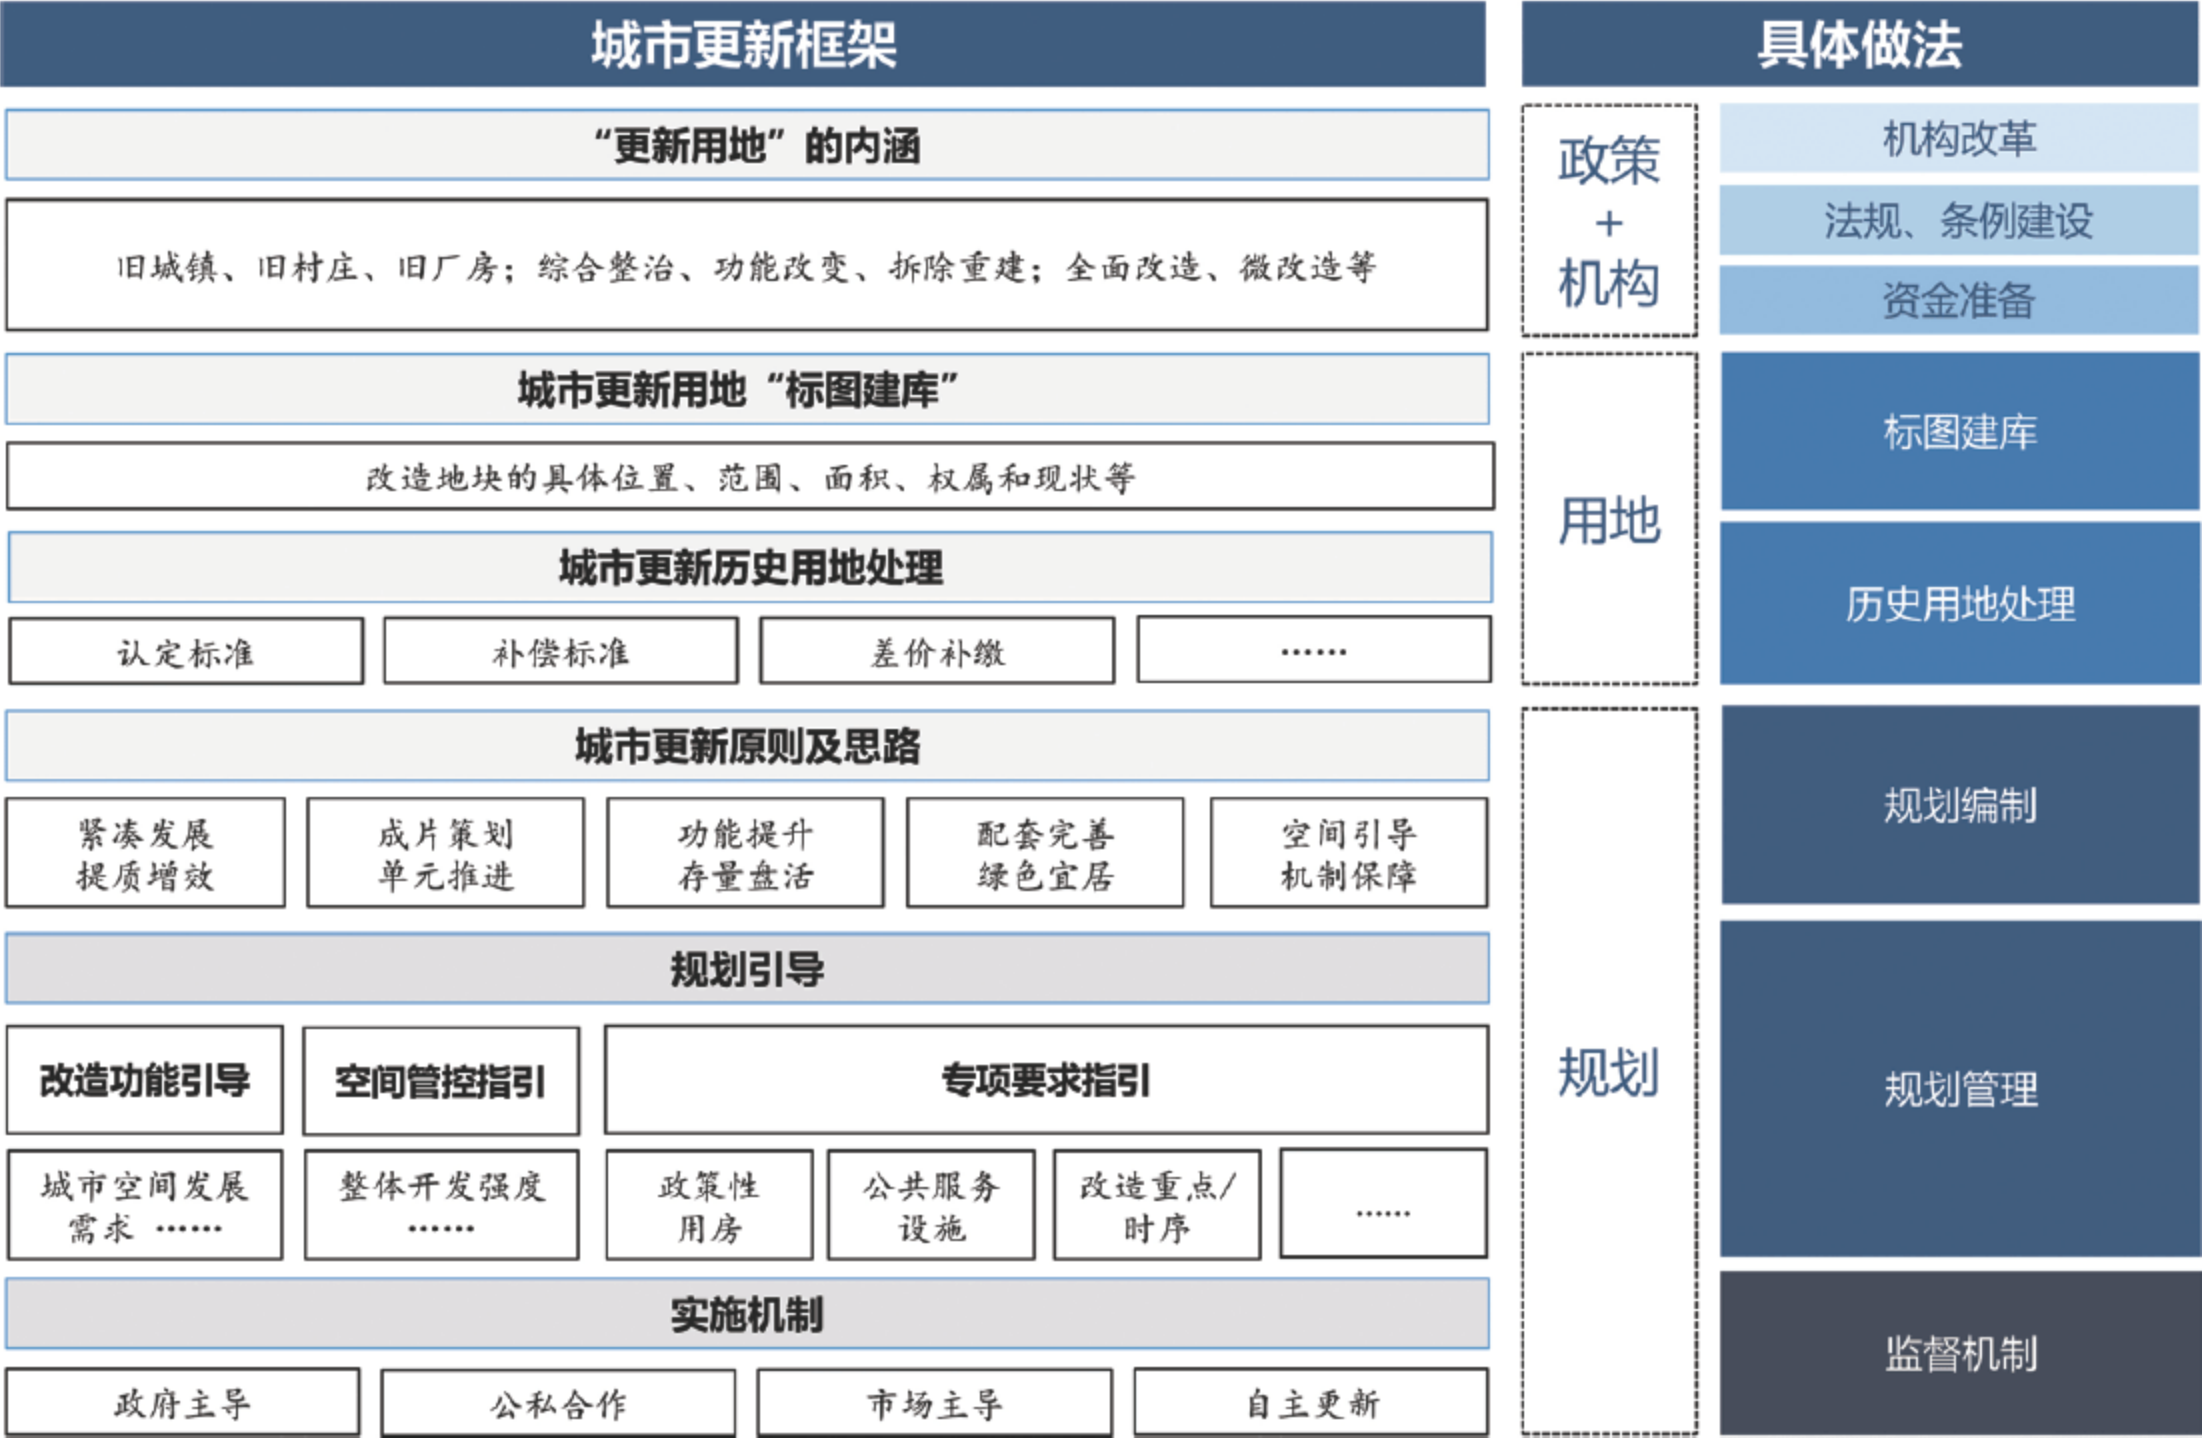 城市更新框架
具体做法
“更新用地”的内涵
旧城镇、旧村庄、旧厂房；综合整治、功能改变、拆除重建；全面改造、微改造等
城市更新用地“标图建库”
改造地块的具体位置、范围、面积、权属和现状等
城市更新历史用地处理
认定标准
补偿标准
差价补缴
……
城市更新原则及思路
紧凑发展
提质增效
成片策划
单元推进
功能提升
存量盘活
配套完善
绿色宜居
空间引导
机制保障
规划引导
改造功能引导
空间管控指引
专项要求指引
城市空间发展
需求 ……
整体开发强度
……
政策性
用房
公共服务
设施
改造重点/
时序
……
实施机制
政府主导
公私合作
市场主导
自主更新
政策
+
机构
机构改革
法规、条例建设
资金准备
用地
标图建库
历史用地处理
规划
规划编制
规划管理
监督机制